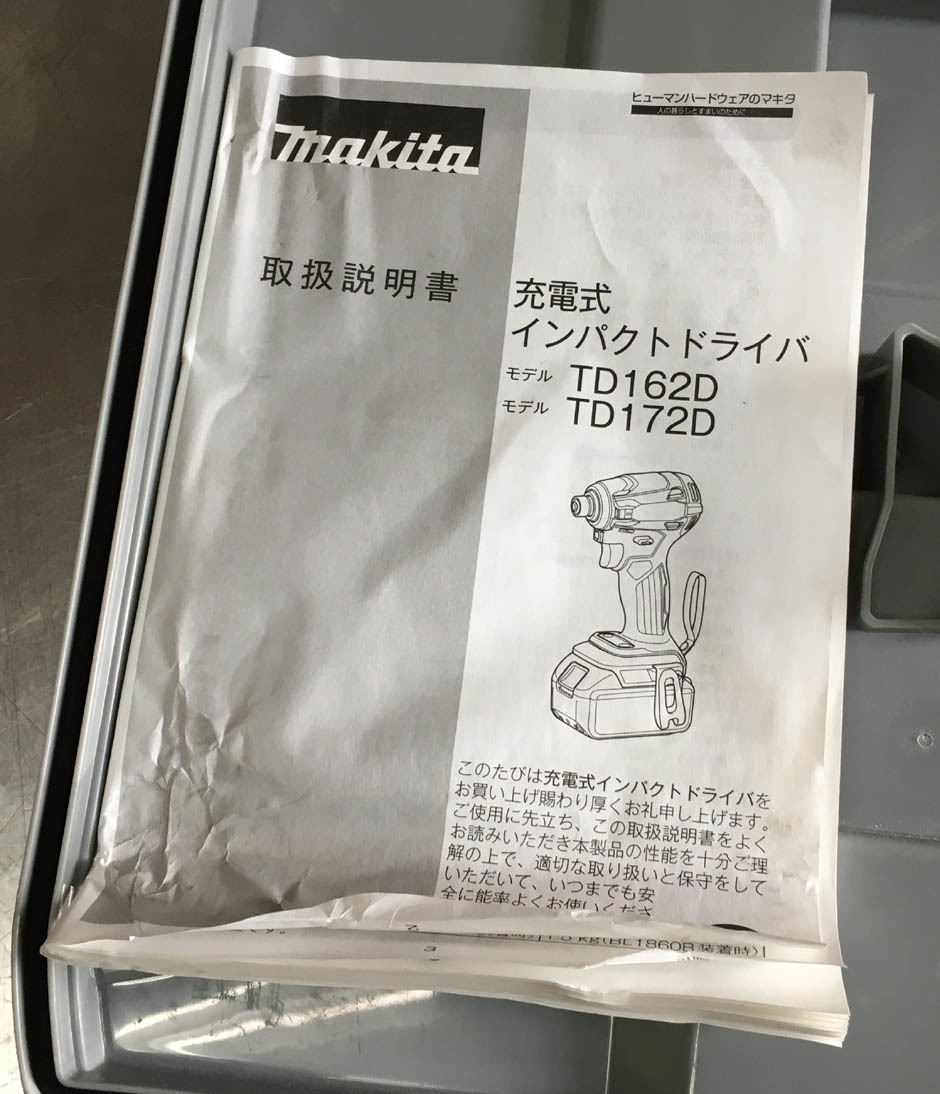 makita
ヒューマンハードウェアのマキタ
人の暮らしとすまいのために
取扱説明書
充電式
インパクトドライバ
モデル TD162D
モデル TD172D
このたびは充電式インパクトドライバを
お買い上げ賜わり厚くお礼申し上げます。
ご使用に先立ち、この取扱説明書をよく
お読みいただき本製品の性能を十分ご理
解の上で、適切な取り扱いと保守をして
いただいて、いつまでも安
全に能率よくお使いくださ
kg(BL1860B 装着時)
す。
3